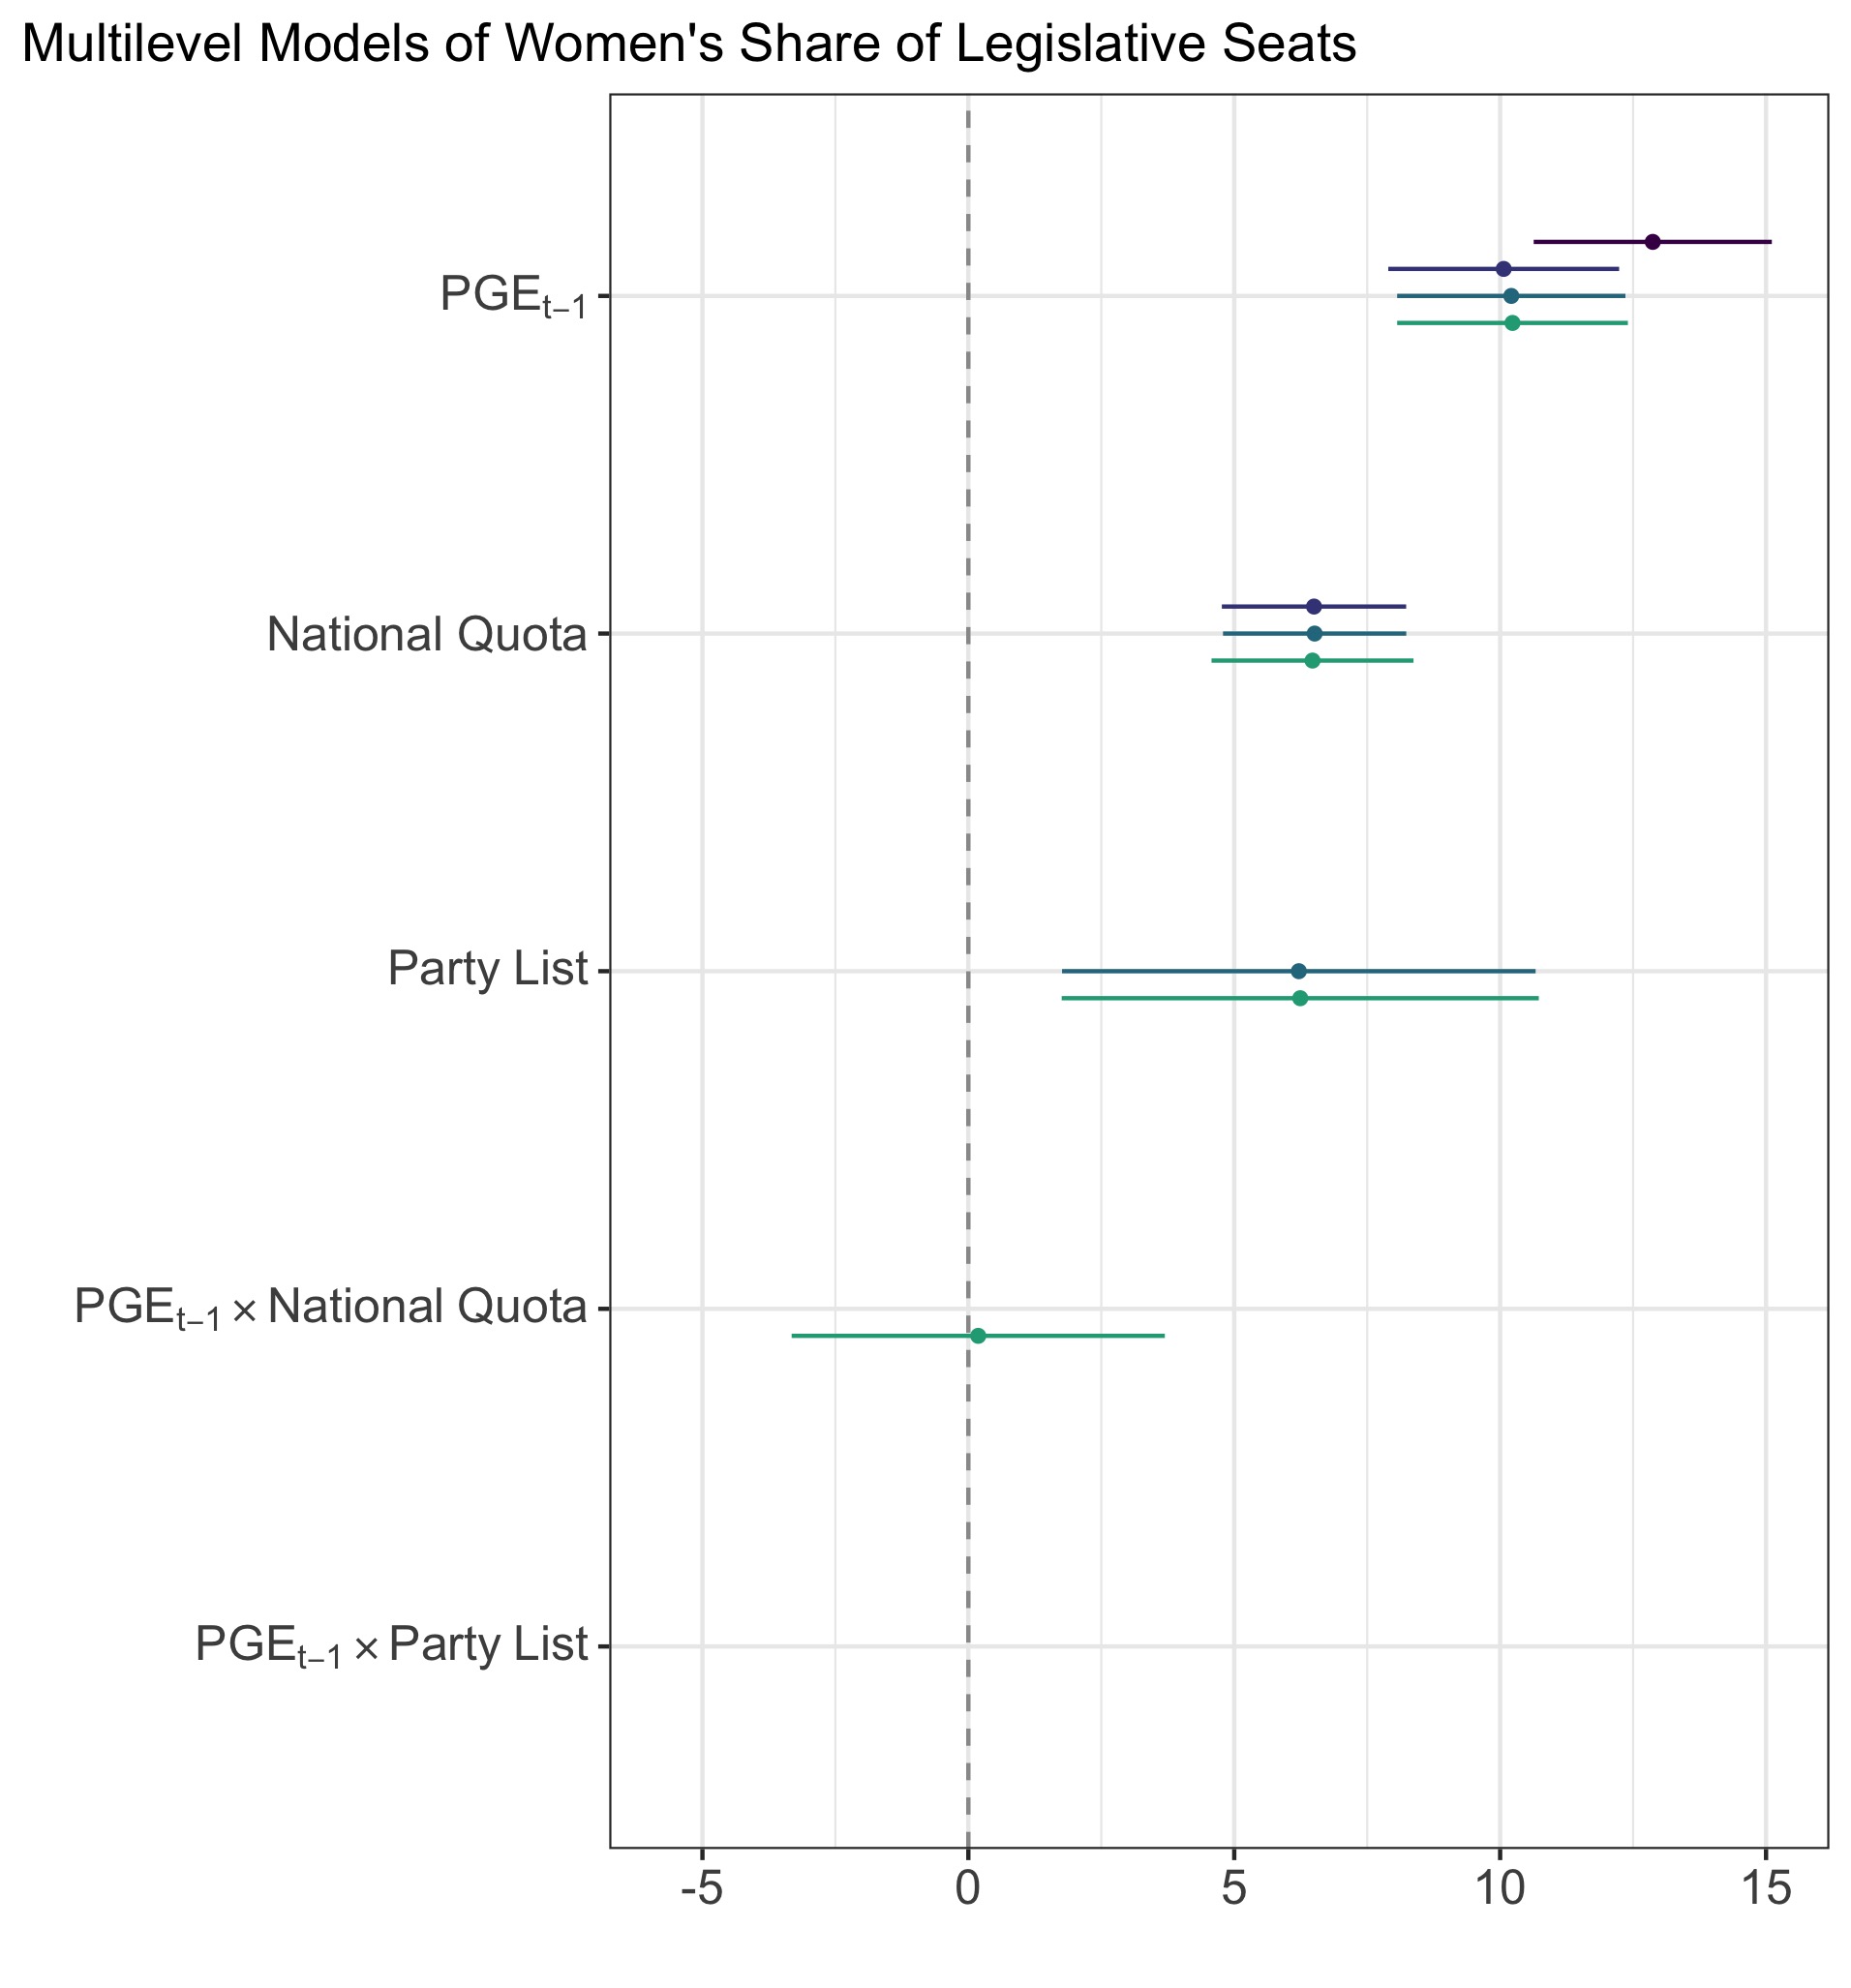 Multilevel Models of Women's Share of Legislative Seats
PGEt−1
National Quota
Party List
PGEt−1 × National Quota
PGEt−1 × Party List
-5 0 5 10 15